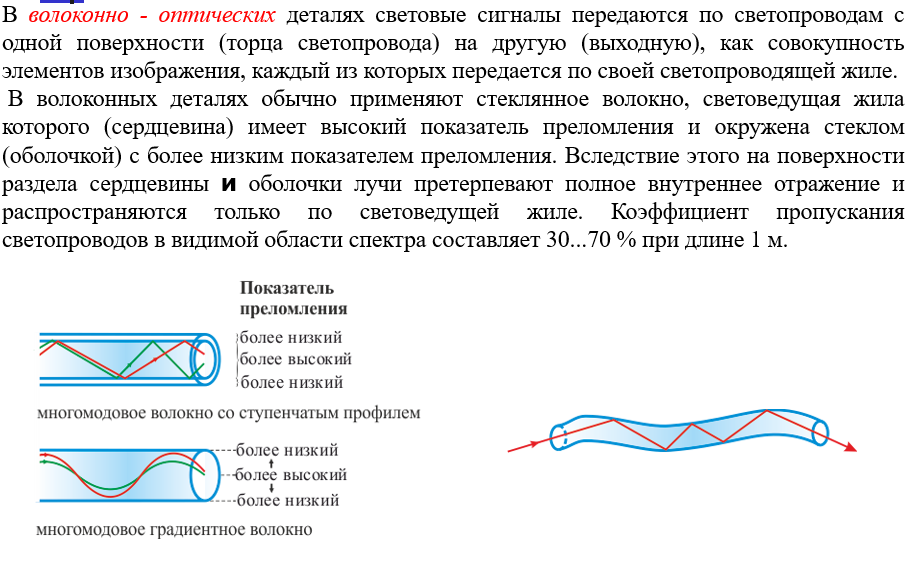 В волоконно - оптических деталях световые сигналы передаются по светопроводам с
одной поверхности (торца светопровода) на другую (выходную), как совокупность
элементов изображения, каждый из которых передается по своей светопроводящей жиле.
В волоконных деталях обычно применяют стеклянное волокно, световедущая жила
которого (сердцевина) имеет высокий показатель преломления и окружена стеклом
(оболочкой) с более низким показателем преломления. Вследствие этого на поверхности
раздела сердцевины и оболочки лучи претерпевают полное внутреннее отражение и
распространяются только по световедущей жиле. Коэффициент пропускания
светопроводов в видимой области спектра составляет 30...70 % при длине 1 м.
Показатель
преломления
более низкий
более высокий
более низкий
многомодовое волокно со ступенчатым профилем
более низкий
более высокий
более низкий
многомодовое градиентное волокно